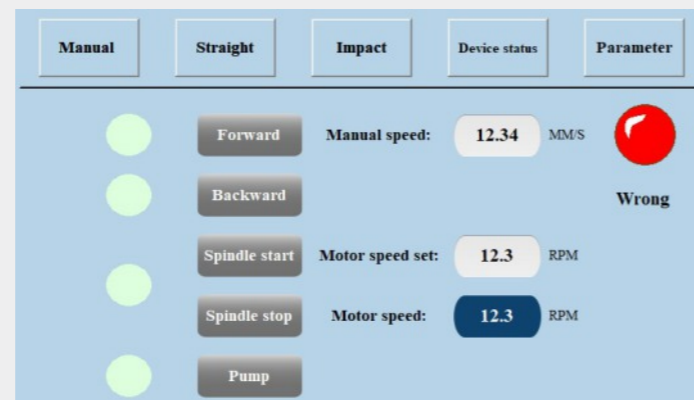 Manual Straight Impact Device status Parameter
Forward Manual speed: 12.34 MM/S
Backward Wrong
Spindle start Motor speed set: 12.3 RPM
Spindle stop Motor speed: 12.3 RPM
Pump